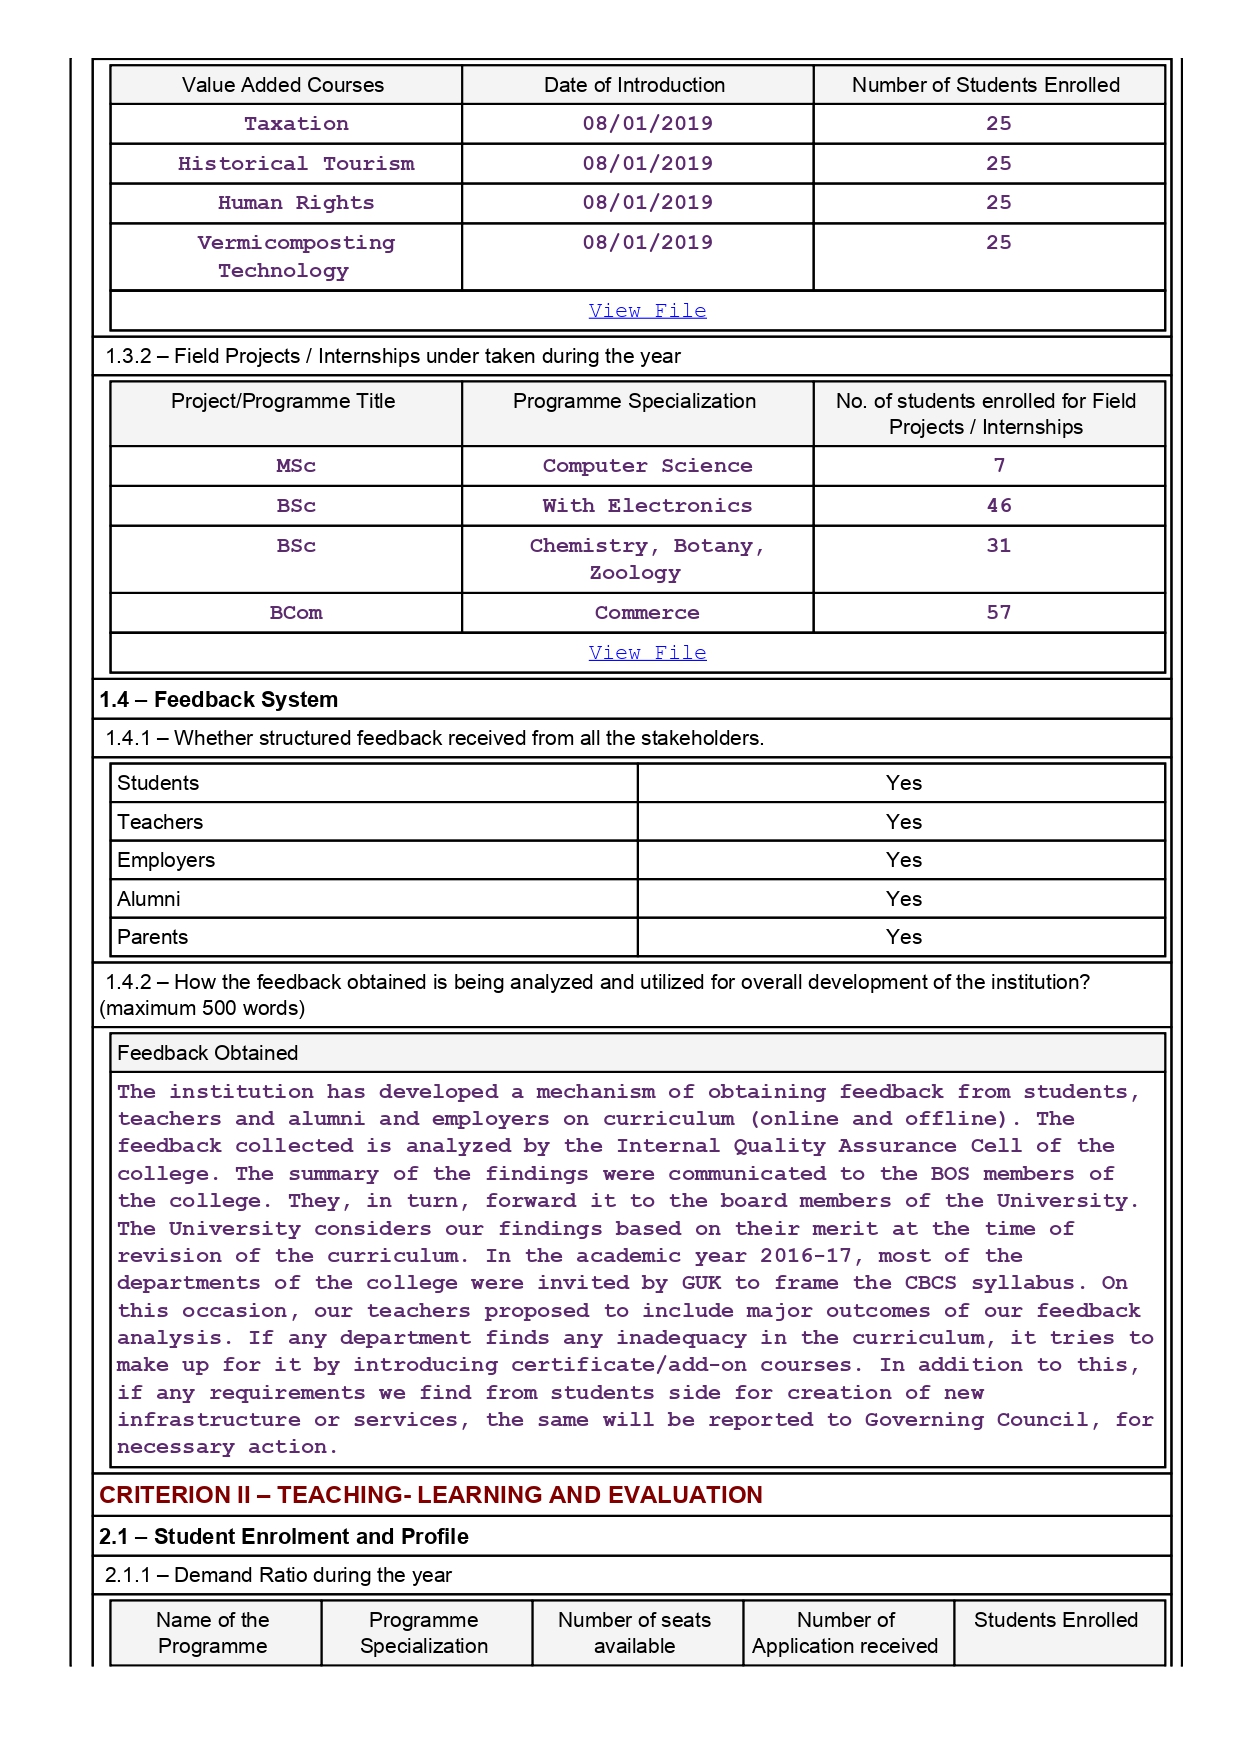 Value Added Courses Date of Introduction Number of Students Enrolled
Taxation 08/01/2019 25
Historical Tourism 08/01/2019 25
Human Rights 08/01/2019 25
Vermicomposting 08/01/2019 25
Technology
View File
1.3.2 – Field Projects / Internships under taken during the year
Project/Programme Title Programme Specialization No. of students enrolled for Field
Projects / Internships
MSc Computer Science 7
BSc With Electronics 46
BSc Chemistry, Botany, 31
Zoology
BCom Commerce 57
View File
1.4 – Feedback System
1.4.1 – Whether structured feedback received from all the stakeholders.
Students Yes
Teachers Yes
Employers Yes
Alumni Yes
Parents Yes
1.4.2 – How the feedback obtained is being analyzed and utilized for overall development of the institution?
(maximum 500 words)
Feedback Obtained
The institution has developed a mechanism of obtaining feedback from students,
teachers and alumni and employers on curriculum (online and offline). The
feedback collected is analyzed by the Internal Quality Assurance Cell of the
college. The summary of the findings were communicated to the BOS members of
the college. They, in turn, forward it to the board members of the University.
The University considers our findings based on their merit at the time of
revision of the curriculum. In the academic year 2016-17, most of the
departments of the college were invited by GUK to frame the CBCS syllabus. On
this occasion, our teachers proposed to include major outcomes of our feedback
analysis. If any department finds any inadequacy in the curriculum, it tries to
make up for it by introducing certificate/add-on courses. In addition to this,
if any requirements we find from students side for creation of new
infrastructure or services, the same will be reported to Governing Council, for
necessary action.
CRITERION II – TEACHING- LEARNING AND EVALUATION
2.1 – Student Enrolment and Profile
2.1.1 – Demand Ratio during the year
Name of the Programme Number of seats Number of Students Enrolled
Programme Specialization available Application received